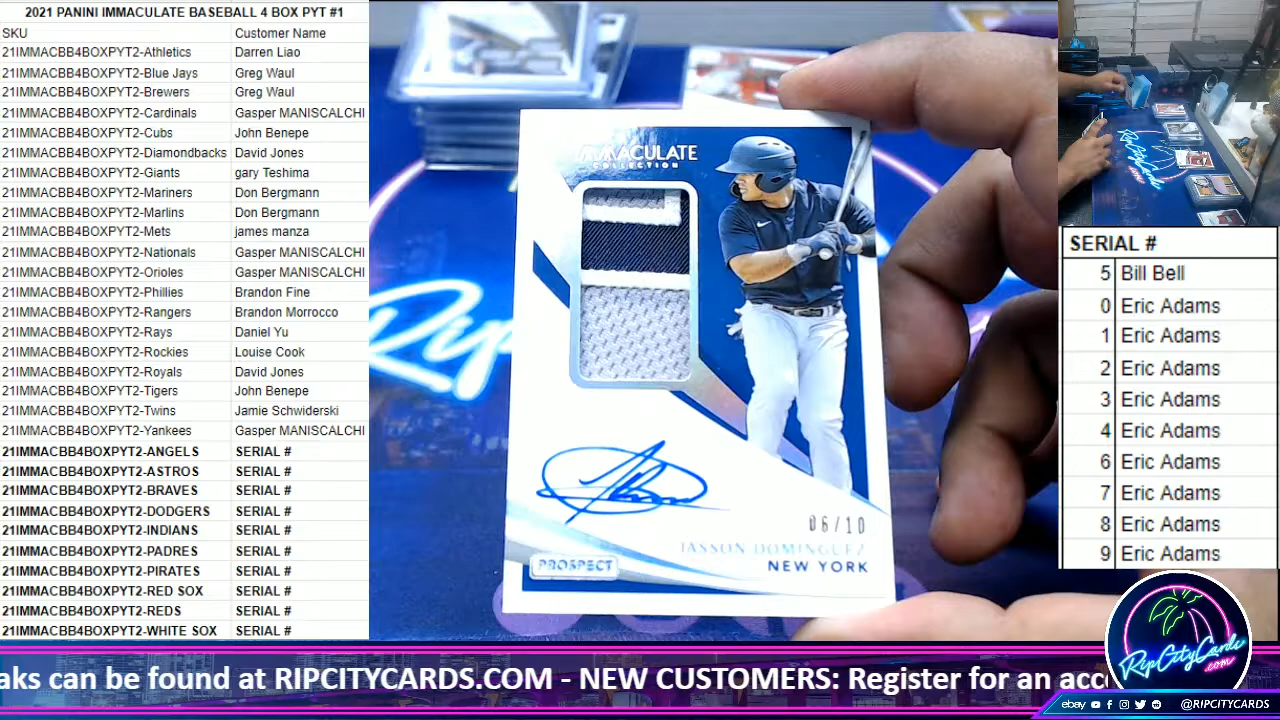 2021 PANINI IMMACULATE BASEBALL 4 BOX PYT #1
SKU Customer Name
21IMMACBB4BOXPYT2-Athletics Darren Liao
21IMMACBB4BOXPYT2-Blue Jays Greg Waul
21IMMACBB4BOXPYT2-Brewers Greg Waul
21IMMACBB4BOXPYT2-Cardinals Gasper MANISCALCHI
21IMMACBB4BOXPYT2-Cubs John Benepe
21IMMACBB4BOXPYT2-Diamondbacks David Jones
21IMMACBB4BOXPYT2-Giants gary Teshima
21IMMACBB4BOXPYT2-Mariners Don Bergmann
21IMMACBB4BOXPYT2-Marlins Don Bergmann
21IMMACBB4BOXPYT2-Mets james manza
21IMMACBB4BOXPYT2-Nationals Gasper MANISCALCHI
21IMMACBB4BOXPYT2-Orioles Gasper MANISCALCHI
21IMMACBB4BOXPYT2-Phillies Brandon Fine
21IMMACBB4BOXPYT2-Rangers Brandon Morrocco
21IMMACBB4BOXPYT2-Rays Daniel Yu
21IMMACBB4BOXPYT2-Rockies Louise Cook
21IMMACBB4BOXPYT2-Royals David Jones
21IMMACBB4BOXPYT2-Tigers John Benepe
21IMMACBB4BOXPYT2-Twins Jamie Schwiderski
21IMMACBB4BOXPYT2-Yankees Gasper MANISCALCHI
21IMMACBB4BOXPYT2-ANGELS SERIAL #
21IMMACBB4BOXPYT2-ASTROS SERIAL #
21IMMACBB4BOXPYT2-BRAVES SERIAL #
21IMMACBB4BOXPYT2-DODGERS SERIAL #
21IMMACBB4BOXPYT2-INDIANS SERIAL #
21IMMACBB4BOXPYT2-PADRES SERIAL #
21IMMACBB4BOXPYT2-PIRATES SERIAL #
21IMMACBB4BOXPYT2-RED SOX SERIAL #
21IMMACBB4BOXPYT2-REDS SERIAL #
21IMMACBB4BOXPYT2-WHITE SOX SERIAL #
IMMACULATE
COLLECTION
06/10
JASSON DOMINGUEZ
NEW YORK
PROSPECT
SERIAL #
5 Bill Bell
0 Eric Adams
1 Eric Adams
2 Eric Adams
3 Eric Adams
4 Eric Adams
6 Eric Adams
7 Eric Adams
8 Eric Adams
9 Eric Adams
RipCityCards
.com
aks can be found at RIPCITYCARDS.COM - NEW CUSTOMERS: Register for an acc
ebay @RIPCITYCARDS